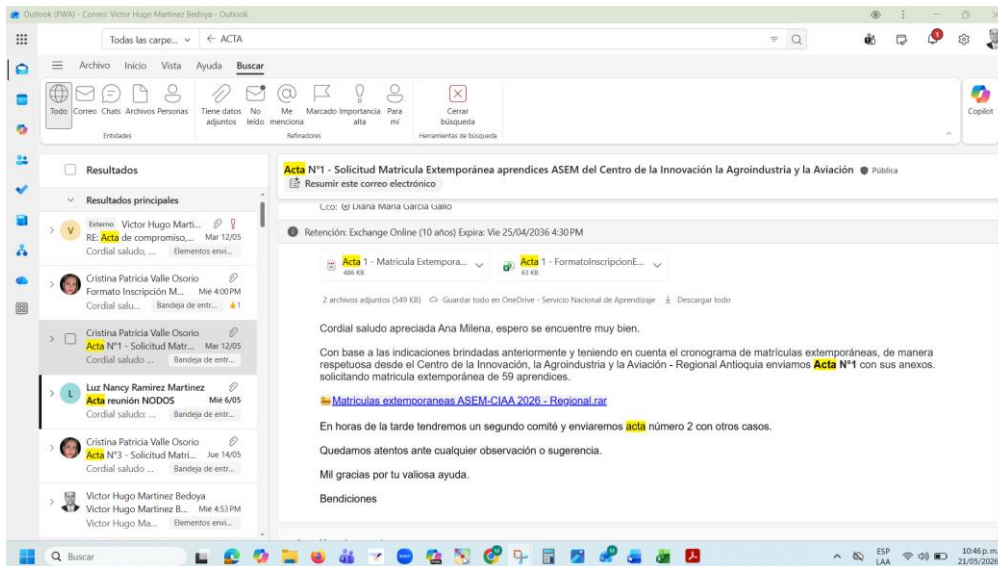 Outlook (PWA) - Correo: Victor Hugo Martinez Bedoya - Outlook
Todas las carpe... ACTA
1
Archivo Inicio Vista Ayuda Buscar
Todo Correo Chats Archivos Personas Tiene datos adjuntos No leído Me menciona Marcado Importancia alta Para mí Cerrar búsqueda
Copilot
Entidades Refinadores Herramientas de búsqueda
Resultados
Resultados principales
V
Externo Victor Hugo Marti...
RE: Acta de compromiso,... Mar 12/05
Cordial saludo, ... Elementos envi...
Cristina Patricia Valle Osorio
Formato Inscripción M... Mié 4:00 PM
Cordial salu... Bandeja de entr... 1
Cristina Patricia Valle Osorio
Acta N°1 - Solicitud Matr... Mar 12/05
Cordial saludo ... Bandeja de entr...
L
Luz Nancy Ramirez Martinez
Acta reunión NODOS Mié 6/05
Cordial saludo: ... Bandeja de entr...
Cristina Patricia Valle Osorio
Acta N°3 - Solicitud Matri... Jue 14/05
Cordial saludo ... Bandeja de entr...
Victor Hugo Martinez Bedoya
Victor Hugo Martinez B... Mié 4:53 PM
Victor Hugo Ma... Elementos envi...
Acta N°1 - Solicitud Matricula Extemporánea aprendices ASEM del Centro de la Innovación la Agroindustria y la Aviación Pública
Resumir este correo electrónico
Cco: Diana Maria Garcia Gallo
Retención: Exchange Online (10 años) Expira: Vie 25/04/2036 4:30 PM
Acta 1 - Matricula Extempora...
486 KB
Acta 1 - FormatoInscripcionE...
63 KB
2 archivos adjuntos (549 KB) Guardar todo en OneDrive - Servicio Nacional de Aprendizaje Descargar todo
Cordial saludo apreciada Ana Milena, espero se encuentre muy bien.
Con base a las indicaciones brindadas anteriormente y teniendo en cuenta el cronograma de matrículas extemporáneas, de manera
respetuosa desde el Centro de la Innovación, la Agroindustria y la Aviación - Regional Antioquia enviamos Acta N°1 con sus anexos.
solicitando matricula extemporánea de 59 aprendices.
Matriculas extemporaneas ASEM-CIAA 2026 - Regional.rar
En horas de la tarde tendremos un segundo comité y enviaremos acta número 2 con otros casos.
Quedamos atentos ante cualquier observación o sugerencia.
Mil gracias por tu valiosa ayuda.
Bendiciones
Buscar
ESP
LAA
10:46 p. m.
21/05/2026